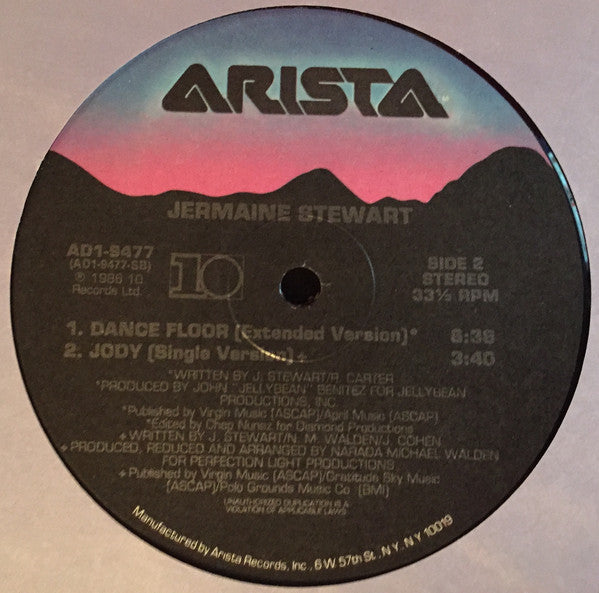 ARISTA
JERMAINE STEWART
AD1-9477
(AD1-9477-SB)
℗ 1986 10
Records Ltd.
10
SIDE 2
STEREO
33⅓ RPM
1. DANCE FLOOR (Extended Version)* 6:38
2. JODY (Single Version)+ 3:40
*WRITTEN BY J. STEWART/R. CARTER
*PRODUCED BY JOHN "JELLYBEAN" BENITEZ FOR JELLYBEAN
PRODUCTIONS, INC.
*Published by Virgin Music (ASCAP)/April Music (ASCAP)
*Edited by Chep Nunez for Diamond Productions
+WRITTEN BY J. STEWART/N. M. WALDEN/J. COHEN
+PRODUCED, REDUCED AND ARRANGED BY NARADA MICHAEL WALDEN
FOR PERFECTION LIGHT PRODUCTIONS
+Published by Virgin Music (ASCAP)/Gratitude Sky Music
(ASCAP)/Polo Grounds Music Co (BMI)
UNAUTHORIZED DUPLICATION IS A
VIOLATION OF APPLICABLE LAWS
Manufactured by Arista Records, Inc., 6 W 57th St., N.Y., N.Y 10019